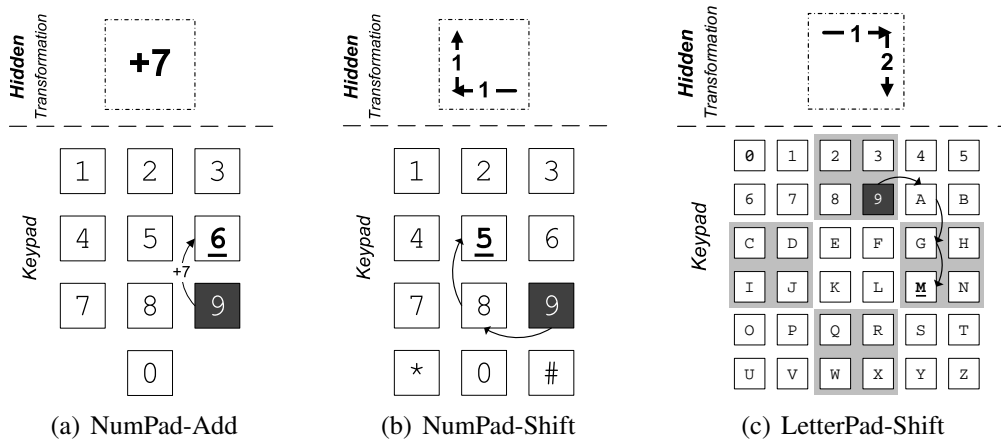 Hidden
Transformation
+7
Keypad
1 2 3
4 5 6
+7
7 8 9
0
(a) NumPad-Add
Hidden
Transformation
1
1
Keypad
1 2 3
4 5 6
7 8 9
* 0 #
(b) NumPad-Shift
Hidden
Transformation
1
2
Keypad
0 1 2 3 4 5
6 7 8 9 A B
C D E F G H
I J K L M N
O P Q R S T
U V W X Y Z
(c) LetterPad-Shift